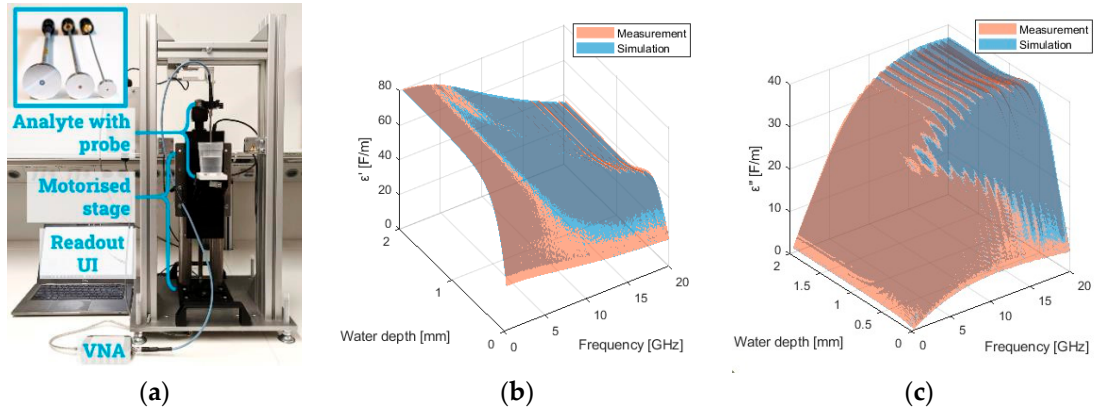 Analyte with
probe
Motorised
stage
Readout
UI
VNA
(a)
Measurement
Simulation
80
60
40
20
0
ε' [F/m]
2
1
0
Water depth [mm]
0
5
10
15
20
Frequency [GHz]
(b)
Measurement
Simulation
40
30
20
10
0
ε'' [F/m]
2
1.5
1
0.5
0
Water depth [mm]
0
5
10
15
20
Frequency [GHz]
(c)